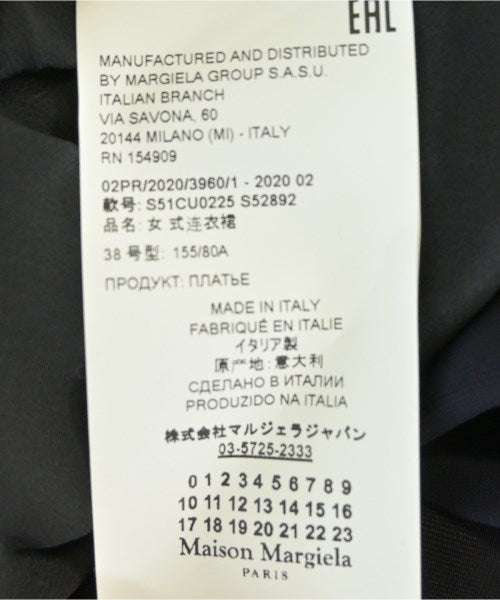 EAC
MANUFACTURED AND DISTRIBUTED
BY MARGIELA GROUP S.A.S.U.
ITALIAN BRANCH
VIA SAVONA, 60
20144 MILANO (MI) - ITALY
RN 154909
02PR/2020/3960/1 - 2020 02
款号: S51CU0225 S52892
品名: 女 式连衣裙
38 号型: 155/80A
ПРОДУКТ: ПЛАТЬЕ
MADE IN ITALY
FABRIQUÉ EN ITALIE
イタリア製
原产地: 意大利
СДЕЛАНО В ИТАЛИИ
PRODUZIDO NA ITALIA
株式会社マルジェラジャパン
03-5725-2333
0 1 2 3 4 5 6 7 8 9
10 11 12 13 14 15 16
17 18 19 20 21 22 23
Maison Margiela
PARIS